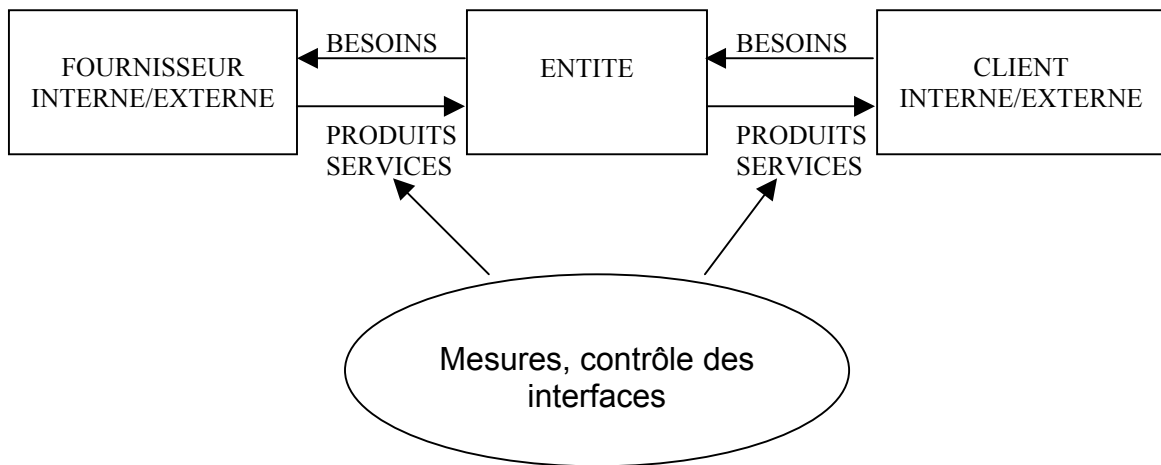 FOURNISSEUR
INTERNE/EXTERNE
BESOINS
PRODUITS
SERVICES
ENTITE
BESOINS
PRODUITS
SERVICES
CLIENT
INTERNE/EXTERNE
Mesures, contrôle des
interfaces